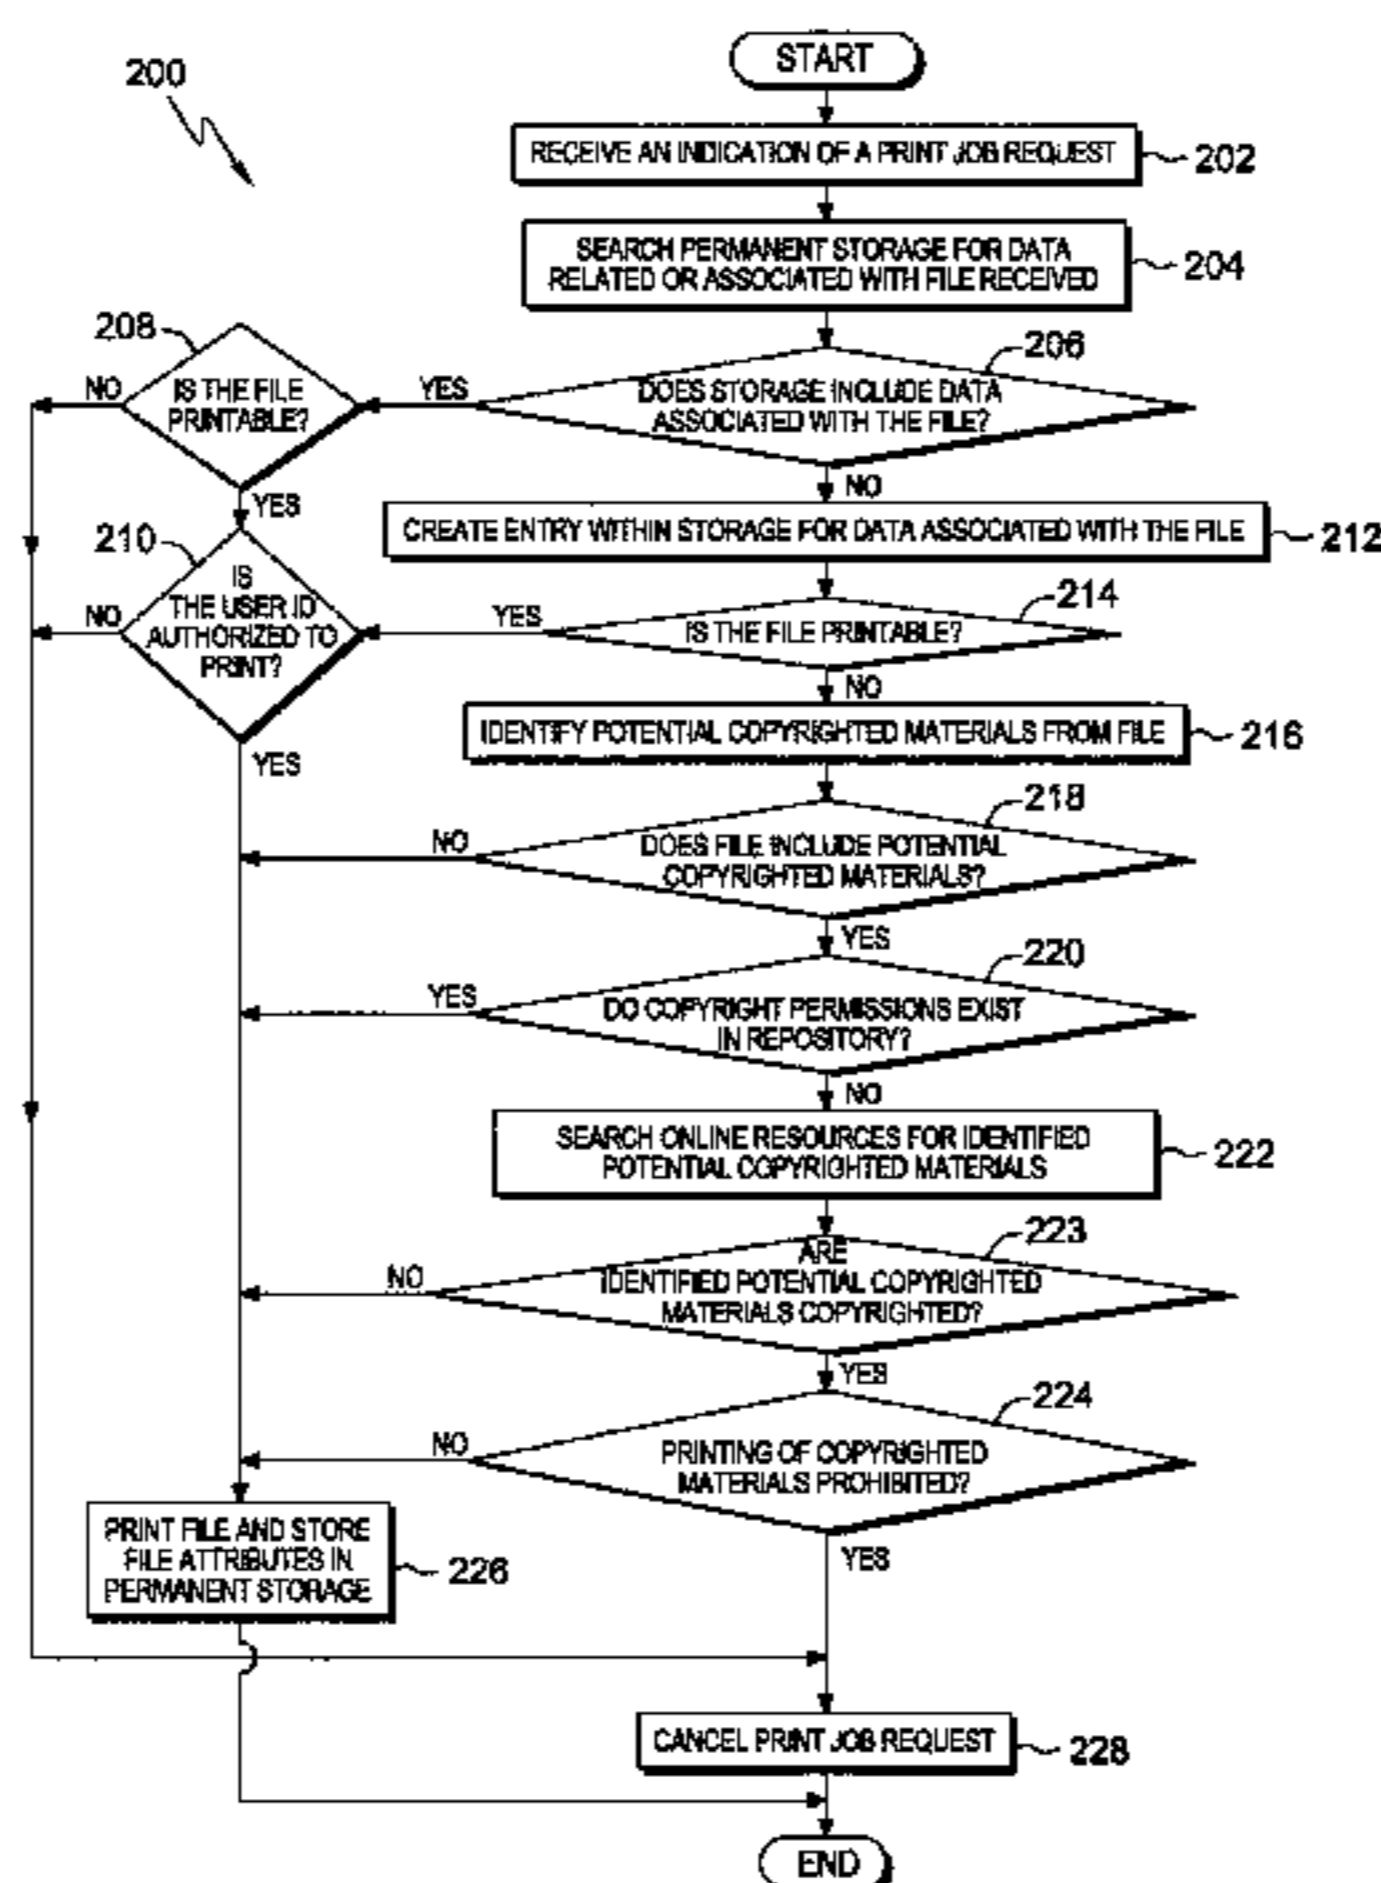 START
200
RECEIVE AN INDICATION OF A PRINT JOB REQUEST
202
SEARCH PERMANENT STORAGE FOR DATA
RELATED OR ASSOCIATED WITH FILE RECEIVED
204
208
206
NO
IS THE FILE
PRINTABLE?
YES
DOES STORAGE INCLUDE DATA
ASSOCIATED WITH THE FILE?
NO
YES
CREATE ENTRY WITHIN STORAGE FOR DATA ASSOCIATED WITH THE FILE
212
210
IS
THE USER ID
AUTHORIZED TO
PRINT?
NO
YES
214
IS THE FILE PRINTABLE?
NO
IDENTIFY POTENTIAL COPYRIGHTED MATERIALS FROM FILE
216
YES
218
NO
DOES FILE INCLUDE POTENTIAL
COPYRIGHTED MATERIALS?
YES
220
YES
DO COPYRIGHT PERMISSIONS EXIST
IN REPOSITORY?
NO
SEARCH ONLINE RESOURCES FOR IDENTIFIED
POTENTIAL COPYRIGHTED MATERIALS
222
223
NO
ARE
IDENTIFIED POTENTIAL COPYRIGHTED
MATERIALS COPYRIGHTED?
YES
224
NO
PRINTING OF COPYRIGHTED
MATERIALS PROHIBITED?
YES
PRINT FILE AND STORE
FILE ATTRIBUTES IN
PERMANENT STORAGE
226
CANCEL PRINT JOB REQUEST
228
END